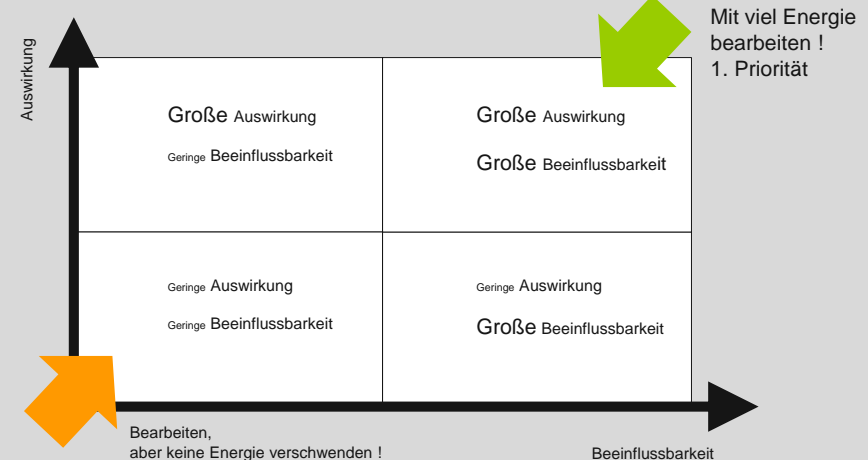 Mit viel Energie
bearbeiten !
1. Priorität
Auswirkung
Große Auswirkung
Geringe Beeinflussbarkeit
Große Auswirkung
Große Beeinflussbarkeit
Geringe Auswirkung
Geringe Beeinflussbarkeit
Geringe Auswirkung
Große Beeinflussbarkeit
Bearbeiten,
aber keine Energie verschwenden !
Beeinflussbarkeit